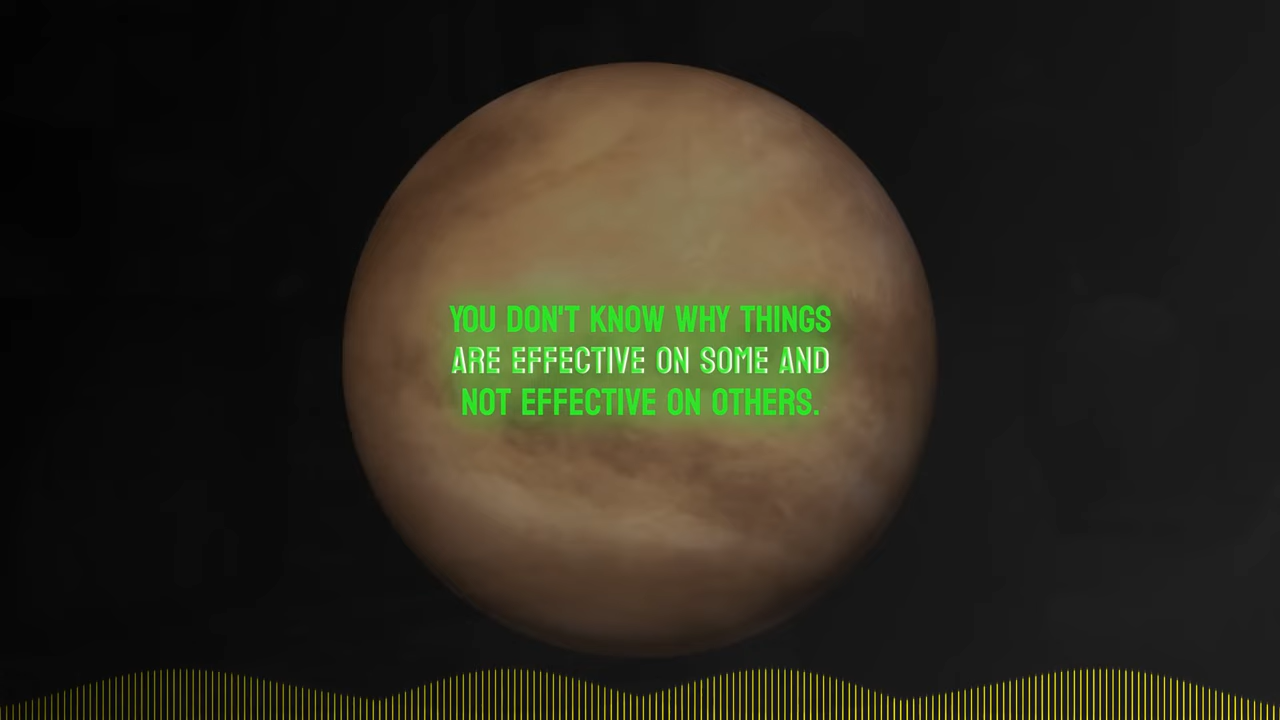 YOU DON'T KNOW WHY THINGS
ARE EFFECTIVE ON SOME AND
NOT EFFECTIVE ON OTHERS.